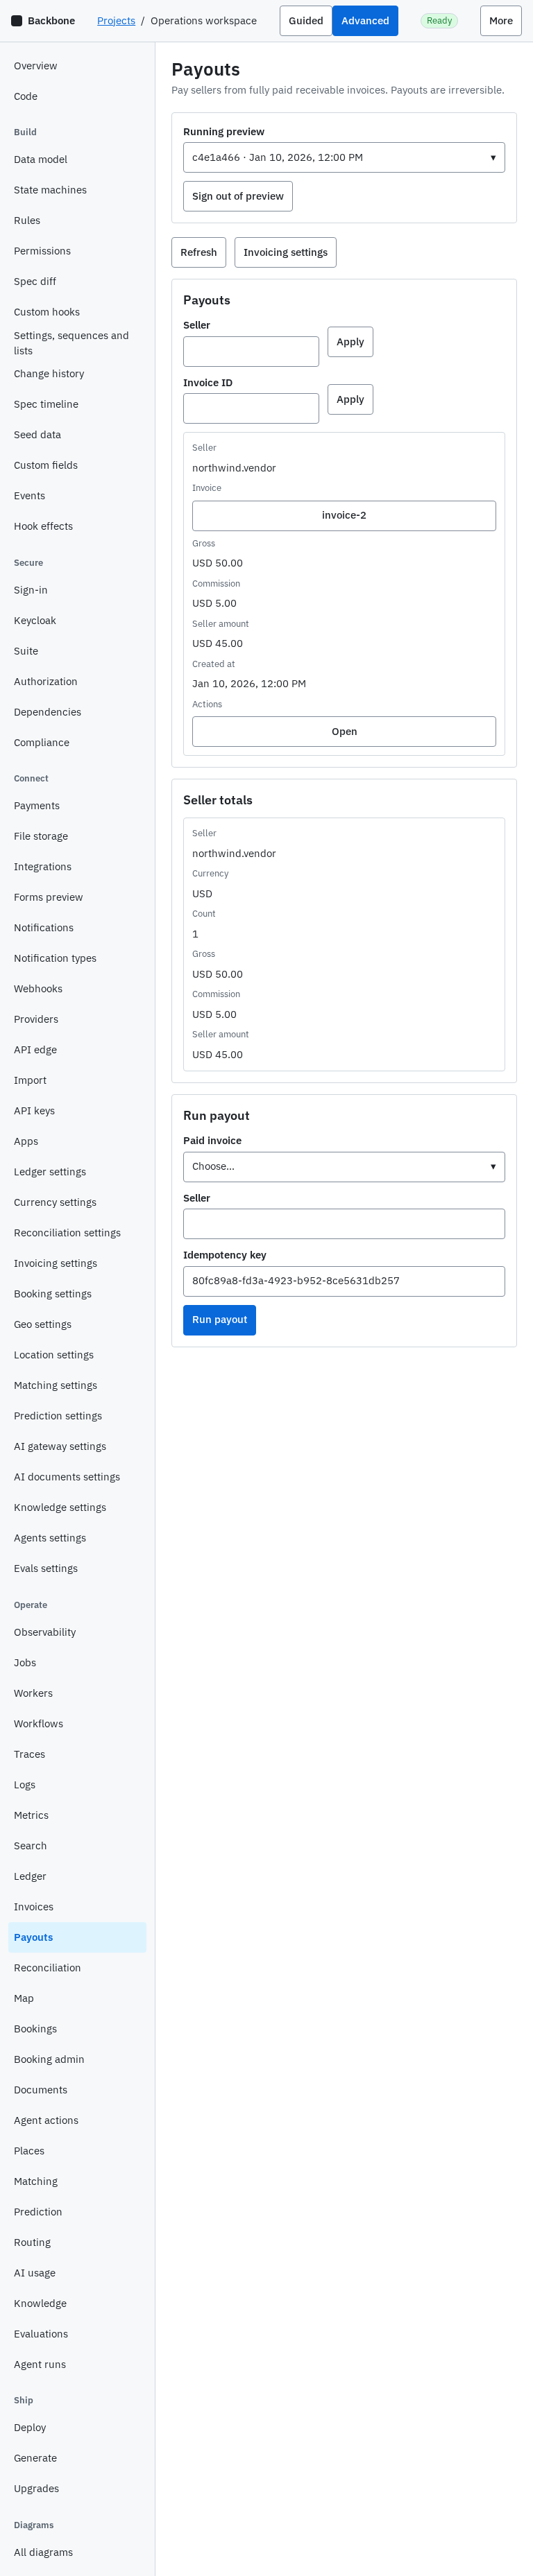 Backbone
Projects / Operations workspace
Guided
Advanced
Ready
More
Overview
Code
Build
Data model
State machines
Rules
Permissions
Spec diff
Custom hooks
Settings, sequences and
lists
Change history
Spec timeline
Seed data
Custom fields
Events
Hook effects
Secure
Sign-in
Keycloak
Suite
Authorization
Dependencies
Compliance
Connect
Payments
File storage
Integrations
Forms preview
Notifications
Notification types
Webhooks
Providers
API edge
Import
API keys
Apps
Ledger settings
Currency settings
Reconciliation settings
Invoicing settings
Booking settings
Geo settings
Location settings
Matching settings
Prediction settings
AI gateway settings
AI documents settings
Knowledge settings
Agents settings
Evals settings
Operate
Observability
Jobs
Workers
Workflows
Traces
Logs
Metrics
Search
Ledger
Invoices
Payouts
Reconciliation
Map
Bookings
Booking admin
Documents
Agent actions
Places
Matching
Prediction
Routing
AI usage
Knowledge
Evaluations
Agent runs
Ship
Deploy
Generate
Upgrades
Diagrams
All diagrams
Payouts
Pay sellers from fully paid receivable invoices. Payouts are irreversible.
Running preview
c4e1a466 · Jan 10, 2026, 12:00 PM ▾
Sign out of preview
Refresh
Invoicing settings
Payouts
Seller
Apply
Invoice ID
Apply
Seller
northwind.vendor
Invoice
invoice-2
Gross
USD 50.00
Commission
USD 5.00
Seller amount
USD 45.00
Created at
Jan 10, 2026, 12:00 PM
Actions
Open
Seller totals
Seller
northwind.vendor
Currency
USD
Count
1
Gross
USD 50.00
Commission
USD 5.00
Seller amount
USD 45.00
Run payout
Paid invoice
Choose... ▾
Seller
Idempotency key
80fc89a8-fd3a-4923-b952-8ce5631db257
Run payout